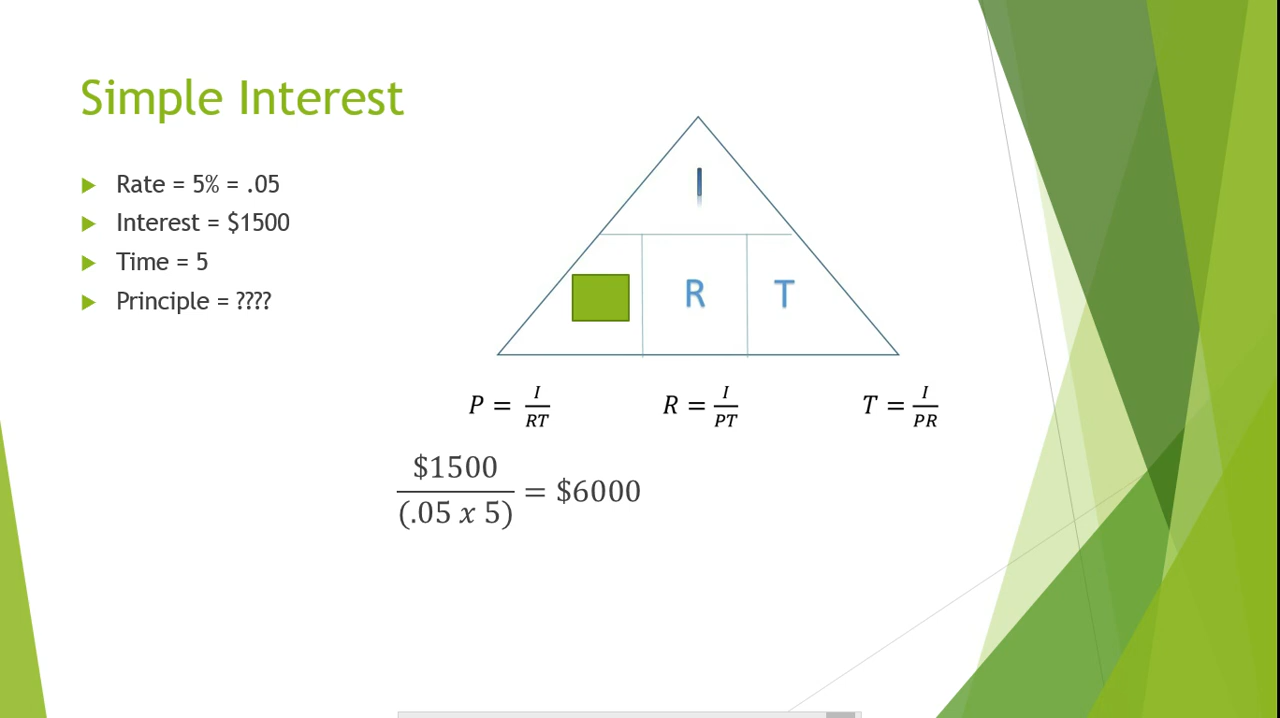 Simple Interest
Rate = 5% = .05
Interest = $1500
Time = 5
Principle = ????
I
R T
P = I/RT R = I/PT T = I/PR
$1500/(.05 x 5) = $6000